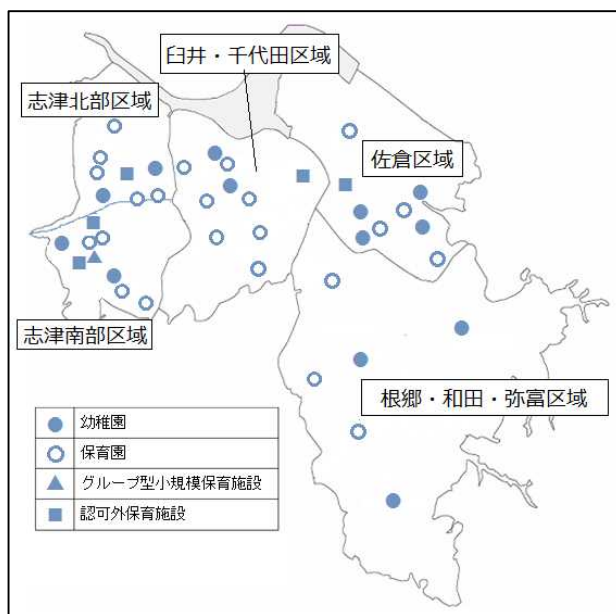 臼井・千代田区域
志津北部区域
佐倉区域
志津南部区域
根郷・和田・弥富区域
幼稚園
保育園
グループ型小規模保育施設
認可外保育施設